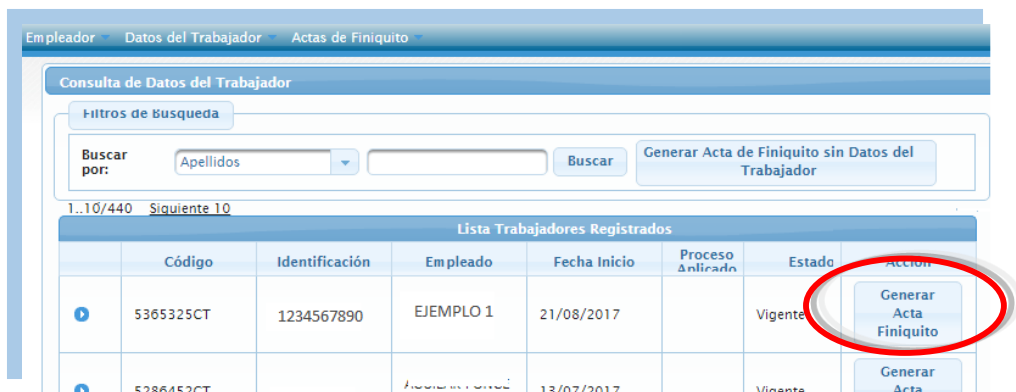 Empleador Datos del Trabajador Actas de Finiquito
Consulta de Datos del Trabajador
Filtros de Búsqueda
Buscar por:
Apellidos
Buscar
Generar Acta de Finiquito sin Datos del
Trabajador
1..10/440 Siguiente 10
Lista Trabajadores Registrados
Código Identificación Empleado Fecha Inicio Proceso Aplicado Estado Acción
5365325CT 1234567890 EJEMPLO 1 21/08/2017 Vigente
Generar
Acta
Finiquito
5286452CT 13/07/2017 Vigente
Generar
Acta